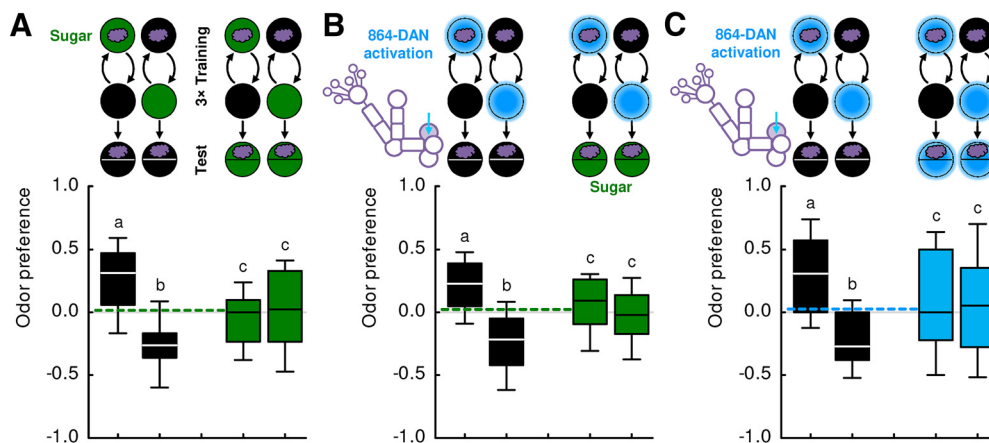 A
Sugar
3× Training
Test
Odor preference
1.0
0.5
0.0
-0.5
-1.0
a
b
c
c
B
864-DAN
activation
Sugar
Odor preference
1.0
0.5
0.0
-0.5
-1.0
a
b
c
c
C
864-DAN
activation
Odor preference
1.0
0.5
0.0
-0.5
-1.0
a
b
c
c